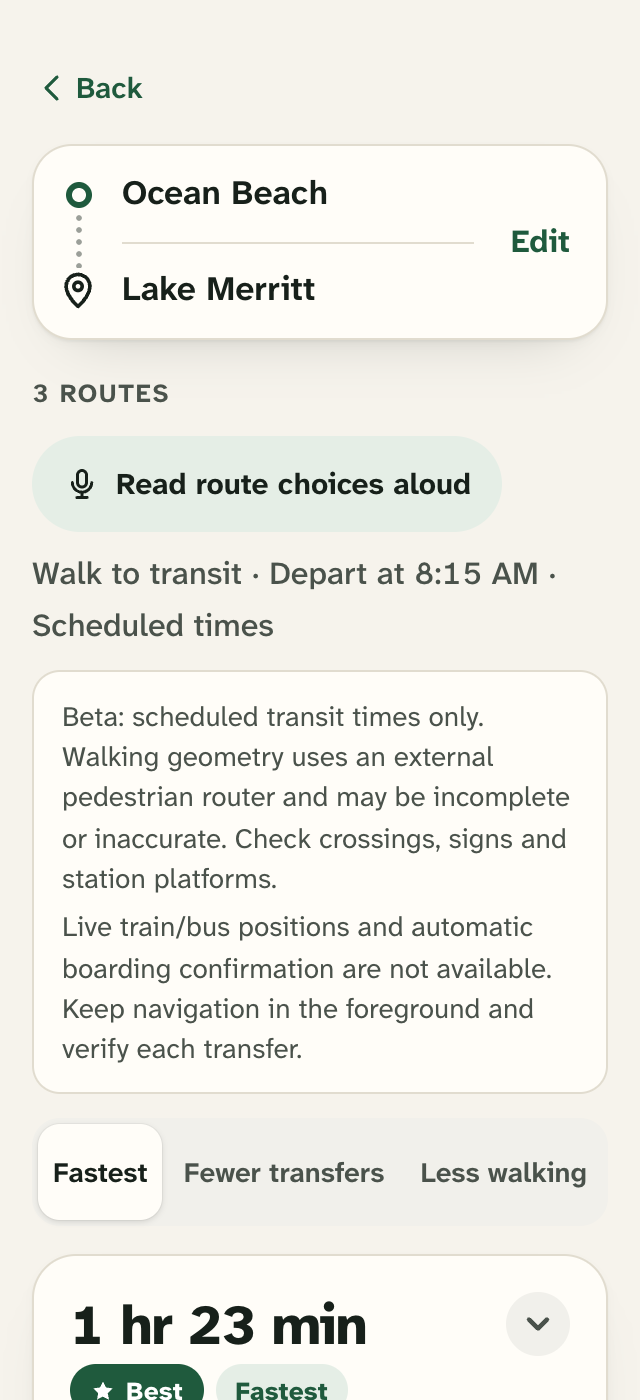 Back
Ocean Beach
Edit
Lake Merritt
3 ROUTES
Read route choices aloud
Walk to transit · Depart at 8:15 AM ·
Scheduled times
Beta: scheduled transit times only.
Walking geometry uses an external
pedestrian router and may be incomplete
or inaccurate. Check crossings, signs and
station platforms.
Live train/bus positions and automatic
boarding confirmation are not available.
Keep navigation in the foreground and
verify each transfer.
Fastest Fewer transfers Less walking
1 hr 23 min
Best Fastest